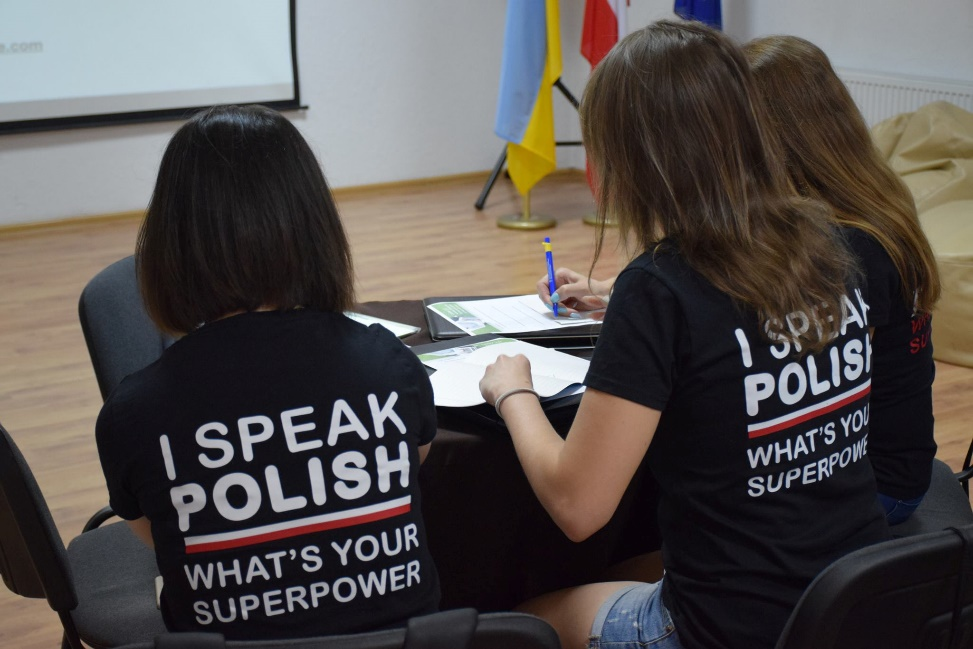 e.com
I SPEAK
POLISH
WHAT'S YOUR
SUPERPOWER
I SPEAK
POLISH
WHAT'S YOU
SUPERPOWE